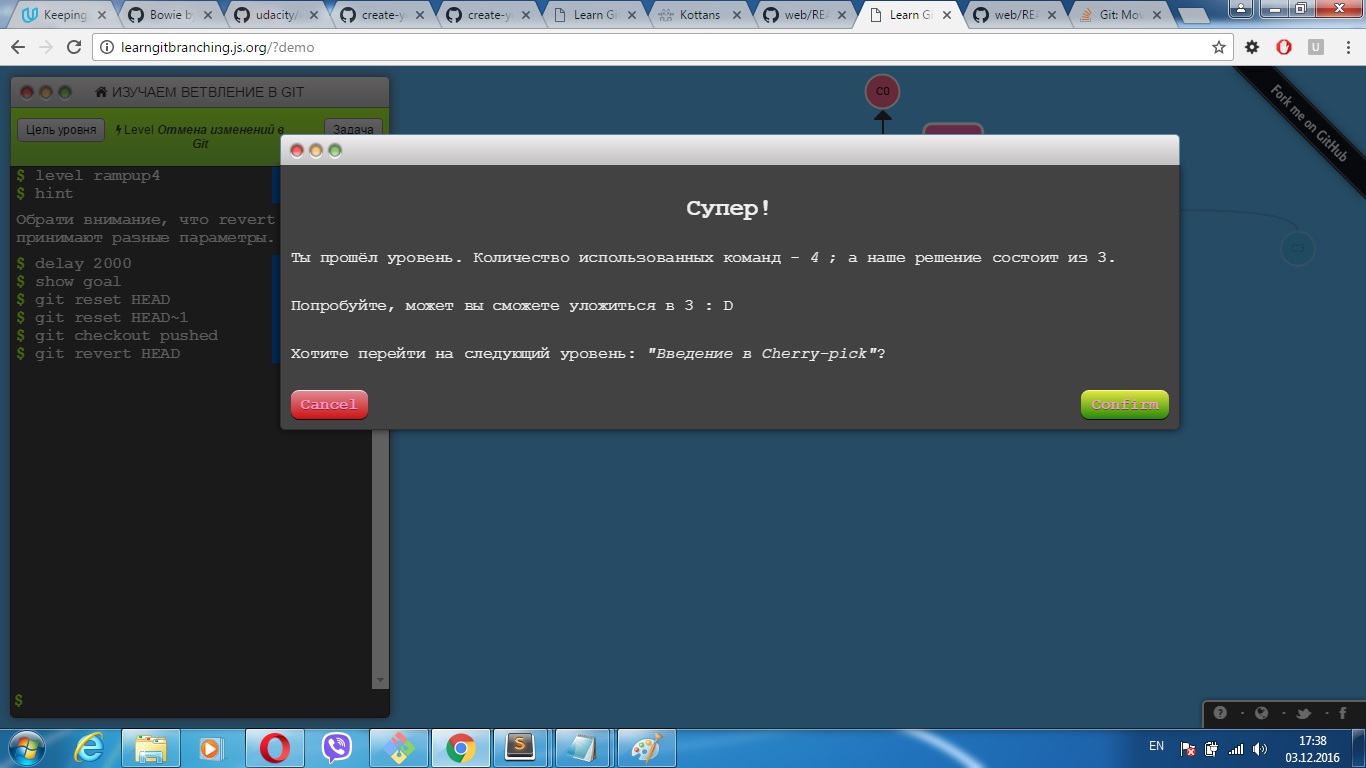 Keeping
Bowie b
udacity/
create-y
create-y
Learn Gi
Kottans
web/REA
Learn Gi
web/REA
Git: Mov
learngitbranching.js.org/?demo
ИЗУЧАЕМ ВЕТВЛЕНИЕ В GIT
Цель уровня
Level Отмена изменений в
Git
Задача
$ level rampup4
$ hint
Обрати внимание, что revert
принимают разные параметры.
$ delay 2000
$ show goal
$ git reset HEAD
$ git reset HEAD~1
$ git checkout pushed
$ git revert HEAD
$
C0
Fork me on GitHub
Супер!
Ты прошёл уровень. Количество использованных команд - 4 ; а наше решение состоит из 3.
Попробуйте, может вы сможете уложиться в 3 : D
Хотите перейти на следующий уровень: "Введение в Cherry-pick"?
Cancel
Confirm
EN
17:38
03.12.2016